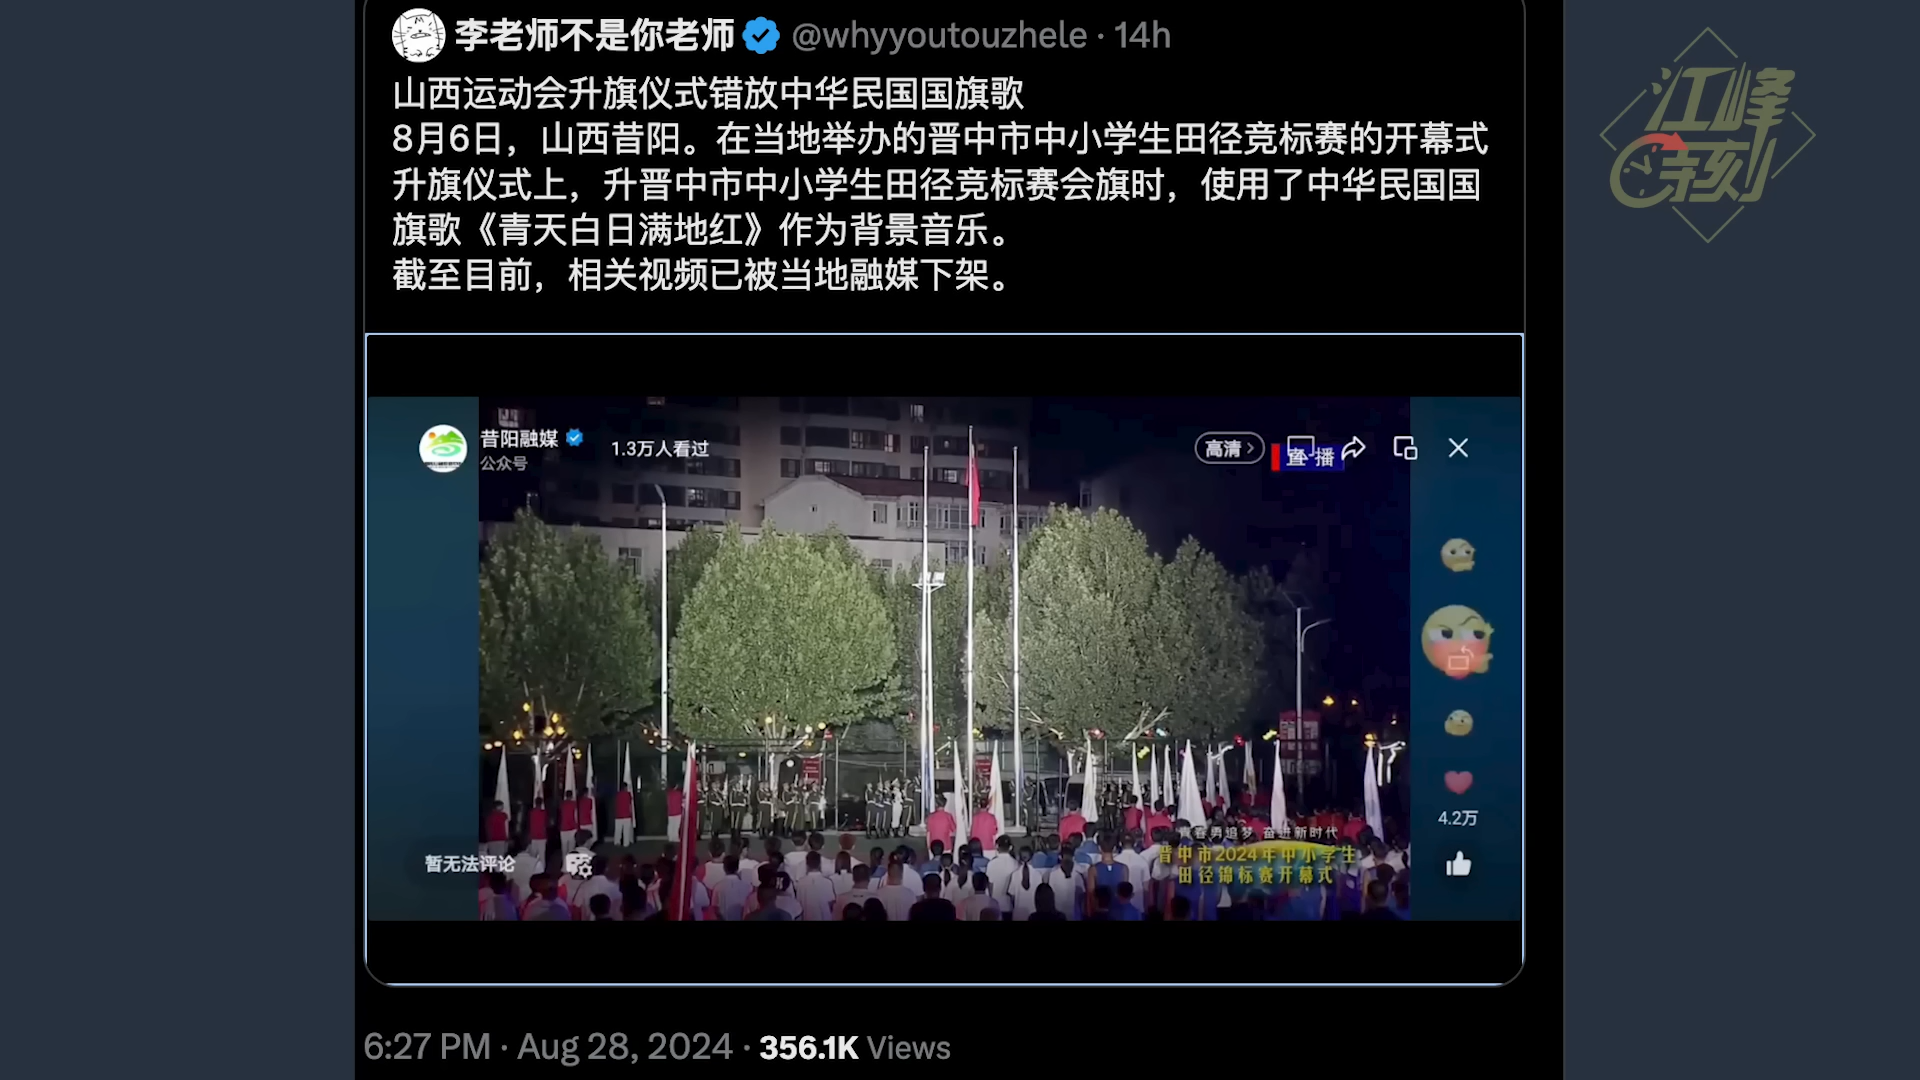 李老师不是你老师 @whyyoutouzhele · 14h
江峰
时刻
山西运动会升旗仪式错放中华民国国旗歌
8月6日，山西昔阳。在当地举办的晋中市中小学生田径竞标赛的开幕式
升旗仪式上，升晋中市中小学生田径竞标赛会旗时，使用了中华民国国
旗歌《青天白日满地红》作为背景音乐。
截至目前，相关视频已被当地融媒下架。
昔阳融媒
公众号
1.3万人看过
高清
直播
4.2万
青春勇追梦 奋进新时代
晋中市2024年中小学生
田径锦标赛开幕式
暂无法评论
6:27 PM · Aug 28, 2024 · 356.1K Views